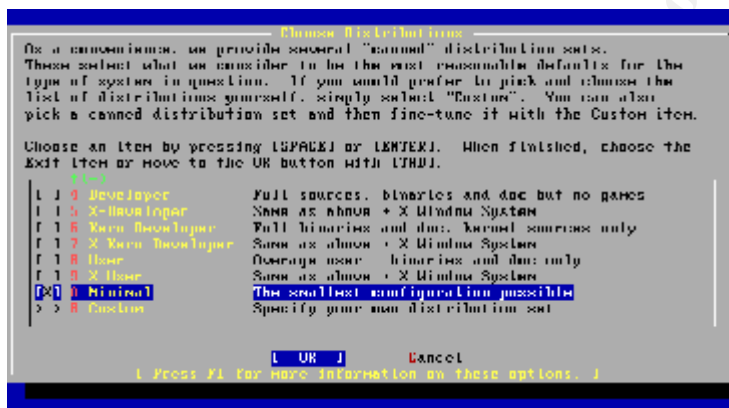 Choose Distributions
As a convenience, we provide several "canned" distribution sets.
These select what we consider to be the most reasonable defaults for the
type of system in question. If you would prefer to pick and choose the
list of distributions yourself, simply select "Custom". You can also
pick a canned distribution set and then fine-tune it with the Custom item.
Choose an item by pressing [SPACE] or [ENTER]. When finished, choose the
Exit item or move to the OK button with [TAB].
^(-)
[ ] 4 Developer Full sources, binaries and doc but no games
[ ] 5 X-Developer Same as above + X Window System
[ ] 6 Kern Developer Full binaries and doc, kernel sources only
[ ] 7 X Kern Developer Same as above + X Window System
[ ] 8 User Average user - binaries and doc only
[ ] 9 X User Same as above + X Window System
[X] Minimal The smallest configuration possible
> > Custom Specify your own distribution set
[ OK ] Cancel
[ Press F1 for more information on these options. ]